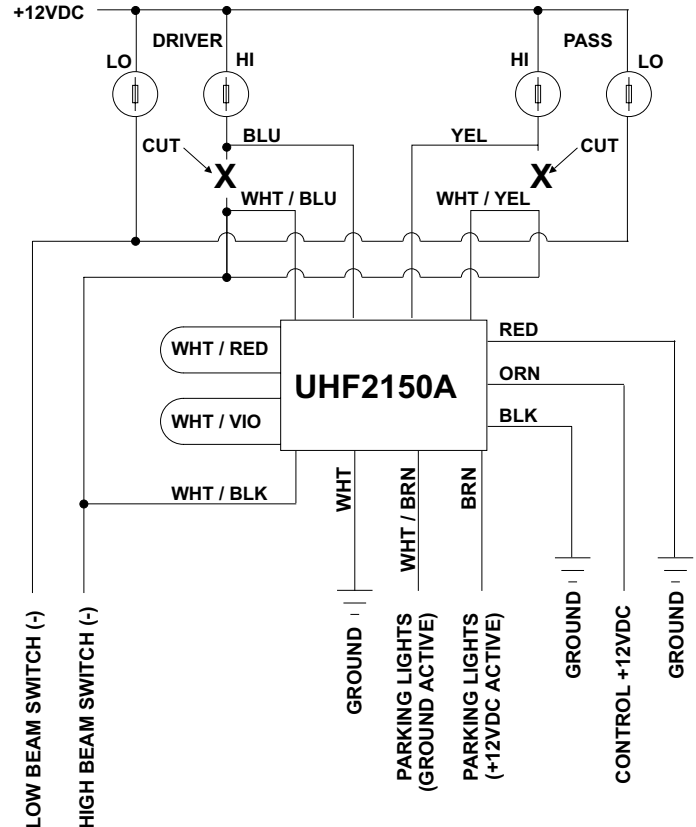 +12VDC
DRIVER
PASS
LO
HI
HI
LO
BLU
YEL
CUT
X
X
CUT
WHT / BLU
WHT / YEL
WHT / RED
RED
UHF2150A
ORN
WHT / VIO
BLK
WHT / BLK
WHT
WHT / BRN
BRN
LOW BEAM SWITCH (-)
HIGH BEAM SWITCH (-)
GROUND
PARKING LIGHTS
(GROUND ACTIVE)
PARKING LIGHTS
(+12VDC ACTIVE)
GROUND
CONTROL +12VDC
GROUND